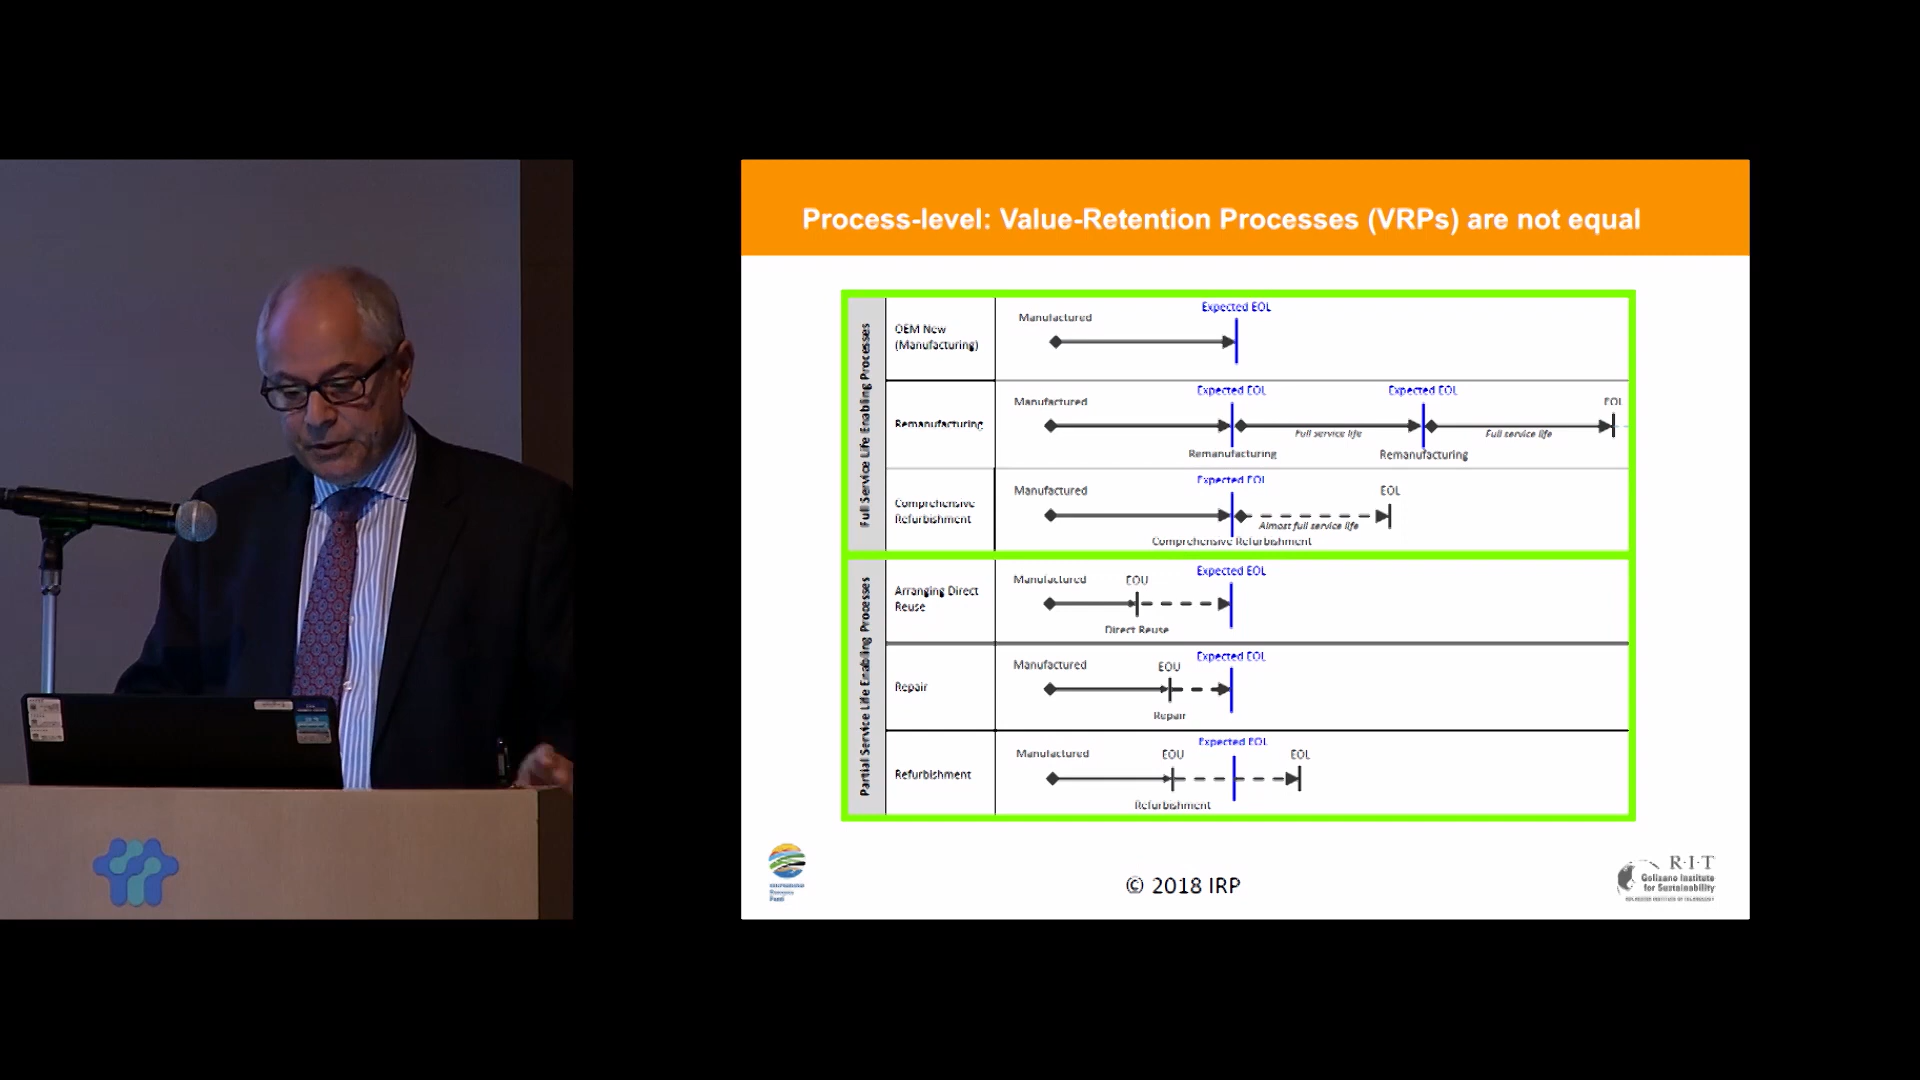 Process-level: Value-Retention Processes (VRPs) are not equal
Full Service Life Enabling Processes
OEM New
(Manufacturing)
Manufactured
Expected EOL
Remanufacturing
Manufactured
Expected EOL
Expected EOL
EOL
Full service life
Full service life
Remanufacturing
Remanufacturing
Comprehensive
Refurbishment
Manufactured
Expected EOL
EOL
Almost full service life
Comprehensive Refurbishment
Partial Service Life Enabling Processes
Arranging Direct
Reuse
Manufactured
EOU
Expected EOL
Direct Reuse
Repair
Manufactured
EOU
Expected EOL
Repair
Refurbishment
Manufactured
EOU
Expected EOL
EOL
Refurbishment
© 2018 IRP
R·I·T
Golisano Institute
for Sustainability